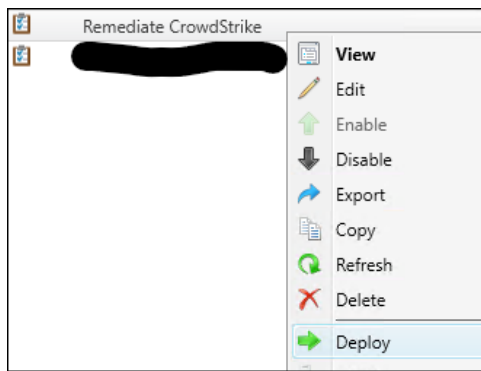 Remediate CrowdStrike
View
Edit
Enable
Disable
Export
Copy
Refresh
Delete
Deploy